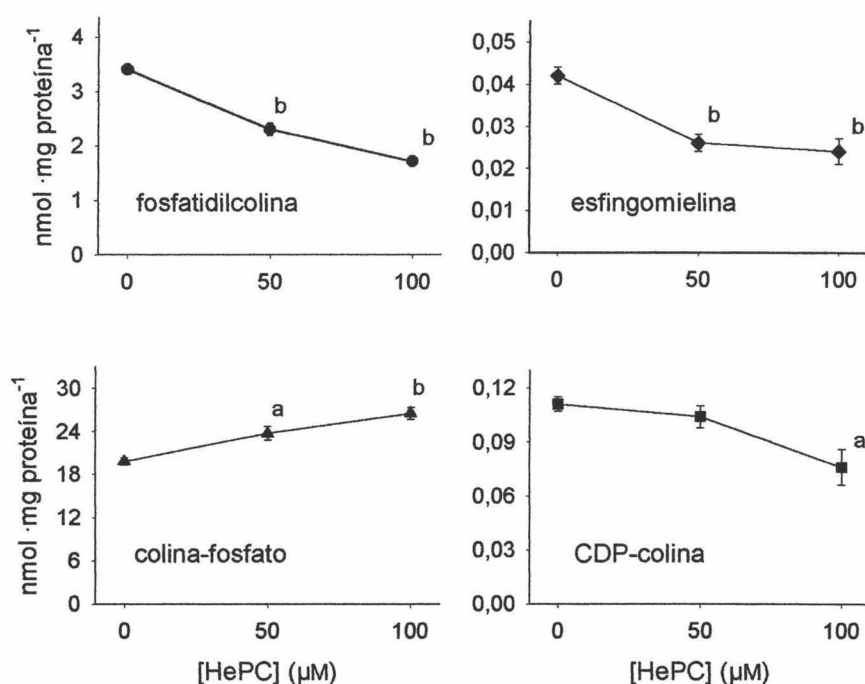 nmol ·mg proteína⁻¹
4
3
2
1
0
b
b
fosfatidilcolina
0
50
100
0,05
0,04
0,03
0,02
0,01
0,00
b
b
esfingomielina
0
50
100
nmol ·mg proteína⁻¹
30
24
18
12
6
0
a
b
colina-fosfato
0
50
100
[HePC] (µM)
0,12
0,09
0,06
0,03
0,00
a
CDP-colina
0
50
100
[HePC] (µM)